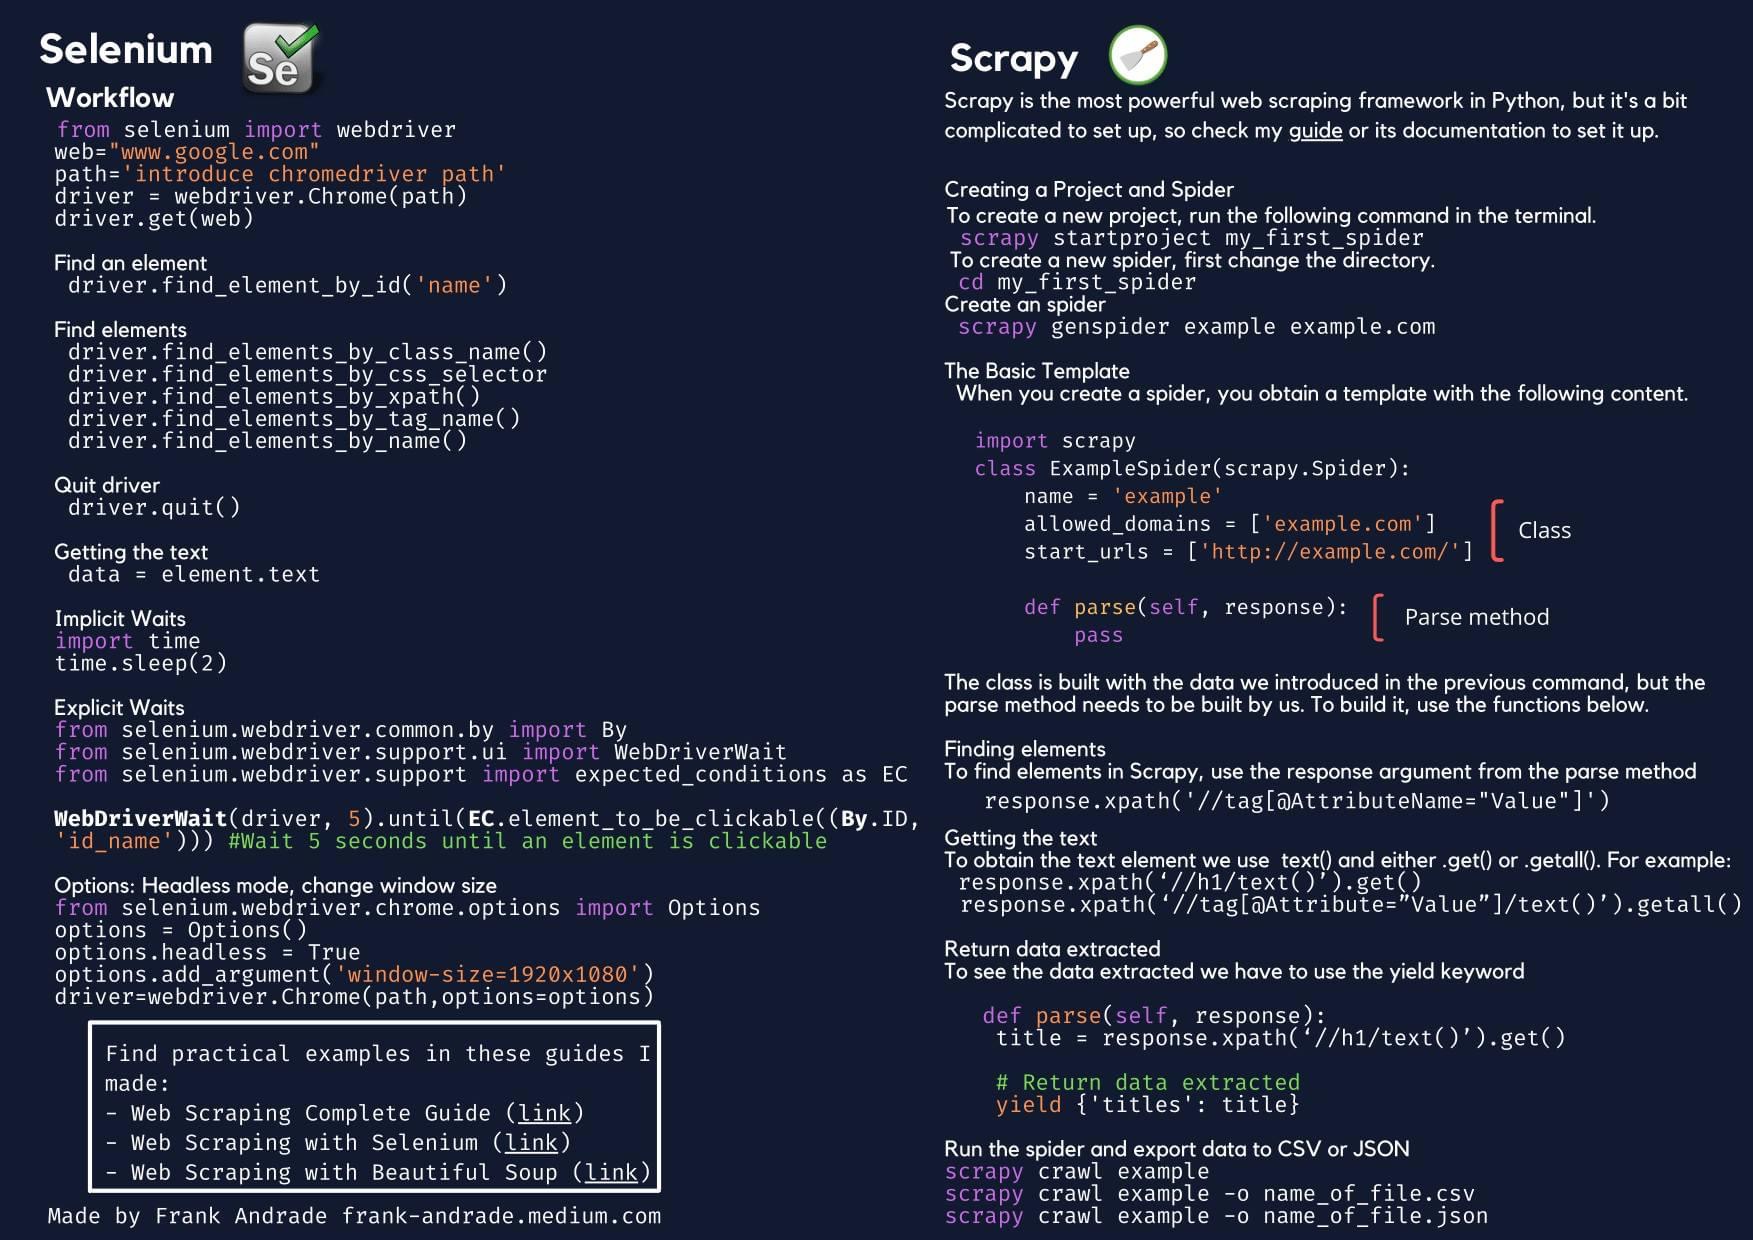 Selenium
Se
Workflow
from selenium import webdriver
web="www.google.com"
path='introduce chromedriver path'
driver = webdriver.Chrome(path)
driver.get(web)
Find an element
driver.find_element_by_id('name')
Find elements
driver.find_elements_by_class_name()
driver.find_elements_by_css_selector
driver.find_elements_by_xpath()
driver.find_elements_by_tag_name()
driver.find_elements_by_name()
Quit driver
driver.quit()
Getting the text
data = element.text
Implicit Waits
import time
time.sleep(2)
Explicit Waits
from selenium.webdriver.common.by import By
from selenium.webdriver.support.ui import WebDriverWait
from selenium.webdriver.support import expected_conditions as EC
WebDriverWait(driver, 5).until(EC.element_to_be_clickable((By.ID,
'id_name'))) #Wait 5 seconds until an element is clickable
Options: Headless mode, change window size
from selenium.webdriver.chrome.options import Options
options = Options()
options.headless = True
options.add_argument('window-size=1920x1080')
driver=webdriver.Chrome(path,options=options)
Find practical examples in these guides I
made:
- Web Scraping Complete Guide (link)
- Web Scraping with Selenium (link)
- Web Scraping with Beautiful Soup (link)
Made by Frank Andrade frank-andrade.medium.com
Scrapy
Scrapy is the most powerful web scraping framework in Python, but it's a bit
complicated to set up, so check my guide or its documentation to set it up.
Creating a Project and Spider
To create a new project, run the following command in the terminal.
scrapy startproject my_first_spider
To create a new spider, first change the directory.
cd my_first_spider
Create an spider
scrapy genspider example example.com
The Basic Template
When you create a spider, you obtain a template with the following content.
import scrapy
class ExampleSpider(scrapy.Spider):
name = 'example'
allowed_domains = ['example.com']
start_urls = ['http://example.com/']
Class
def parse(self, response):
pass
Parse method
The class is built with the data we introduced in the previous command, but the
parse method needs to be built by us. To build it, use the functions below.
Finding elements
To find elements in Scrapy, use the response argument from the parse method
response.xpath('//tag[@AttributeName="Value"]')
Getting the text
To obtain the text element we use  text() and either .get() or .getall(). For example:
response.xpath(‘//h1/text()’).get()
response.xpath(‘//tag[@Attribute=”Value”]/text()’).getall()
Return data extracted
To see the data extracted we have to use the yield keyword
def parse(self, response):
title = response.xpath(‘//h1/text()’).get()
# Return data extracted
yield {'titles': title}
Run the spider and export data to CSV or JSON
scrapy crawl example
scrapy crawl example -o name_of_file.csv
scrapy crawl example -o name_of_file.json